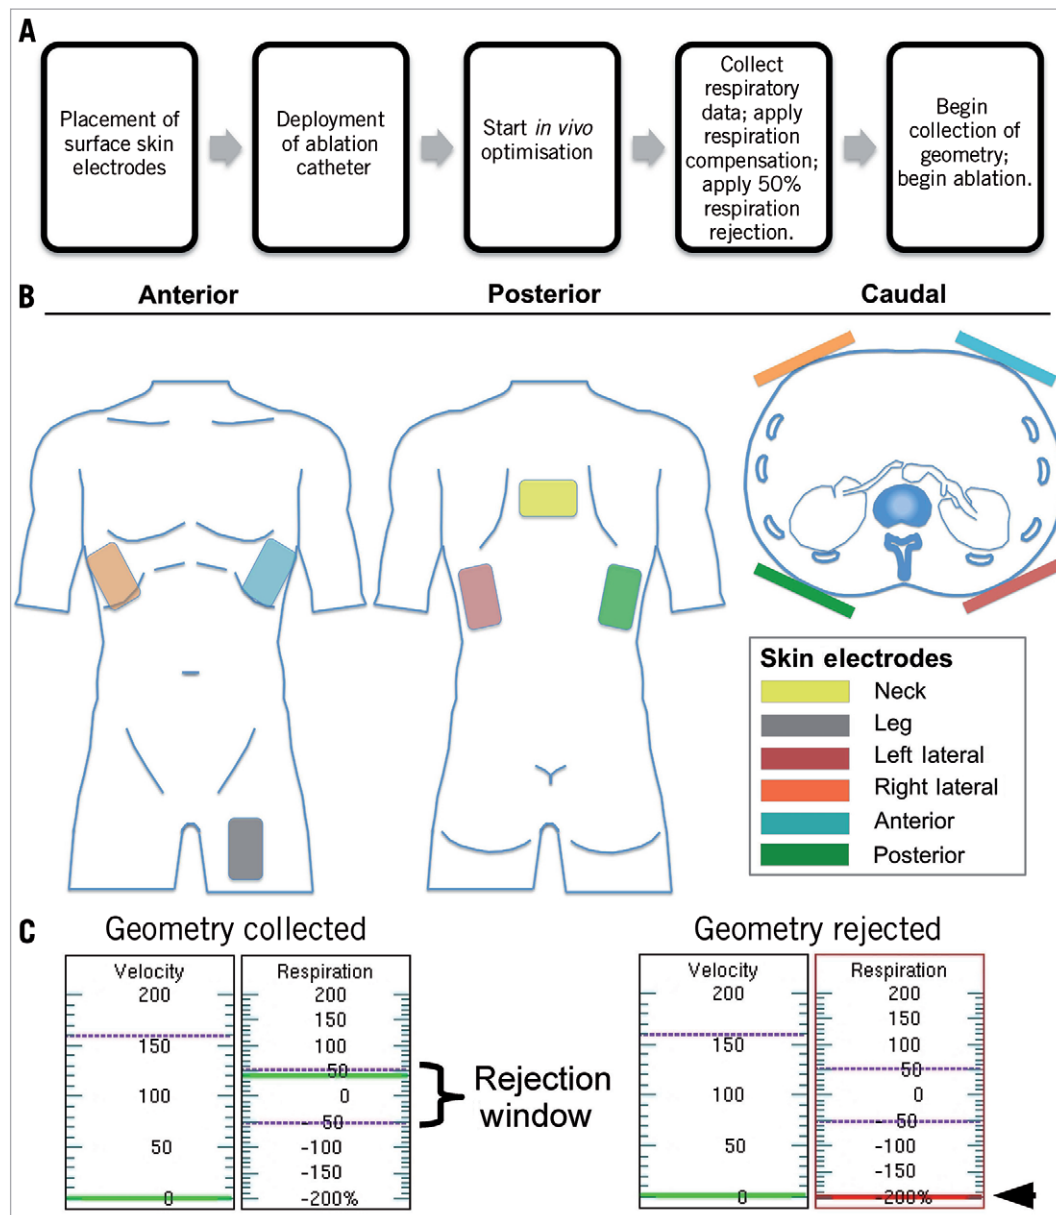 A
Placement of
surface skin
electrodes
Deployment
of ablation
catheter
Start in vivo
optimisation
Collect
respiratory
data; apply
respiration
compensation;
apply 50%
respiration
rejection.
Begin
collection of
geometry;
begin ablation.
B
Anterior
Posterior
Caudal
Skin electrodes
Neck
Leg
Left lateral
Right lateral
Anterior
Posterior
C
Geometry collected
Velocity
200
150
100
50
0
Respiration
200
150
100
50
0
-50
-100
-150
-200%
Rejection
window
Geometry rejected
Velocity
200
150
100
50
0
Respiration
200
150
100
50
0
-50
-100
-150
-200%